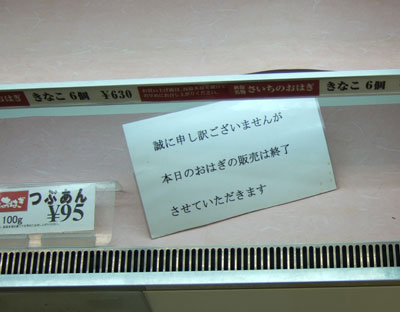 おはぎ
きなこ 6個 ¥630
さいちのおはぎ
きなこ 6個
誠に申し訳ございませんが
本日のおはぎの販売は終了
させていただきます
つぶあん
¥95
100g